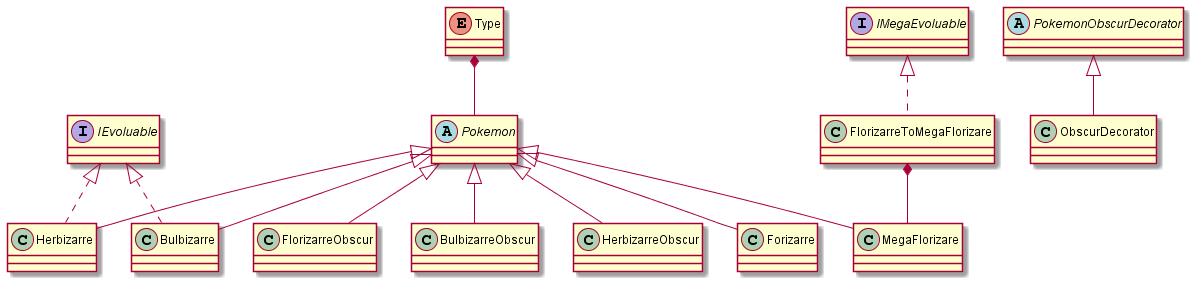 E Type
I IMegaEvoluable
A PokemonObscurDecorator
I IEvoluable
A Pokemon
C FlorizarreToMegaFlorizare
C ObscurDecorator
C Herbizarre
C Bulbizarre
C FlorizarreObscur
C BulbizarreObscur
C HerbizarreObscur
C Forizarre
C MegaFlorizare